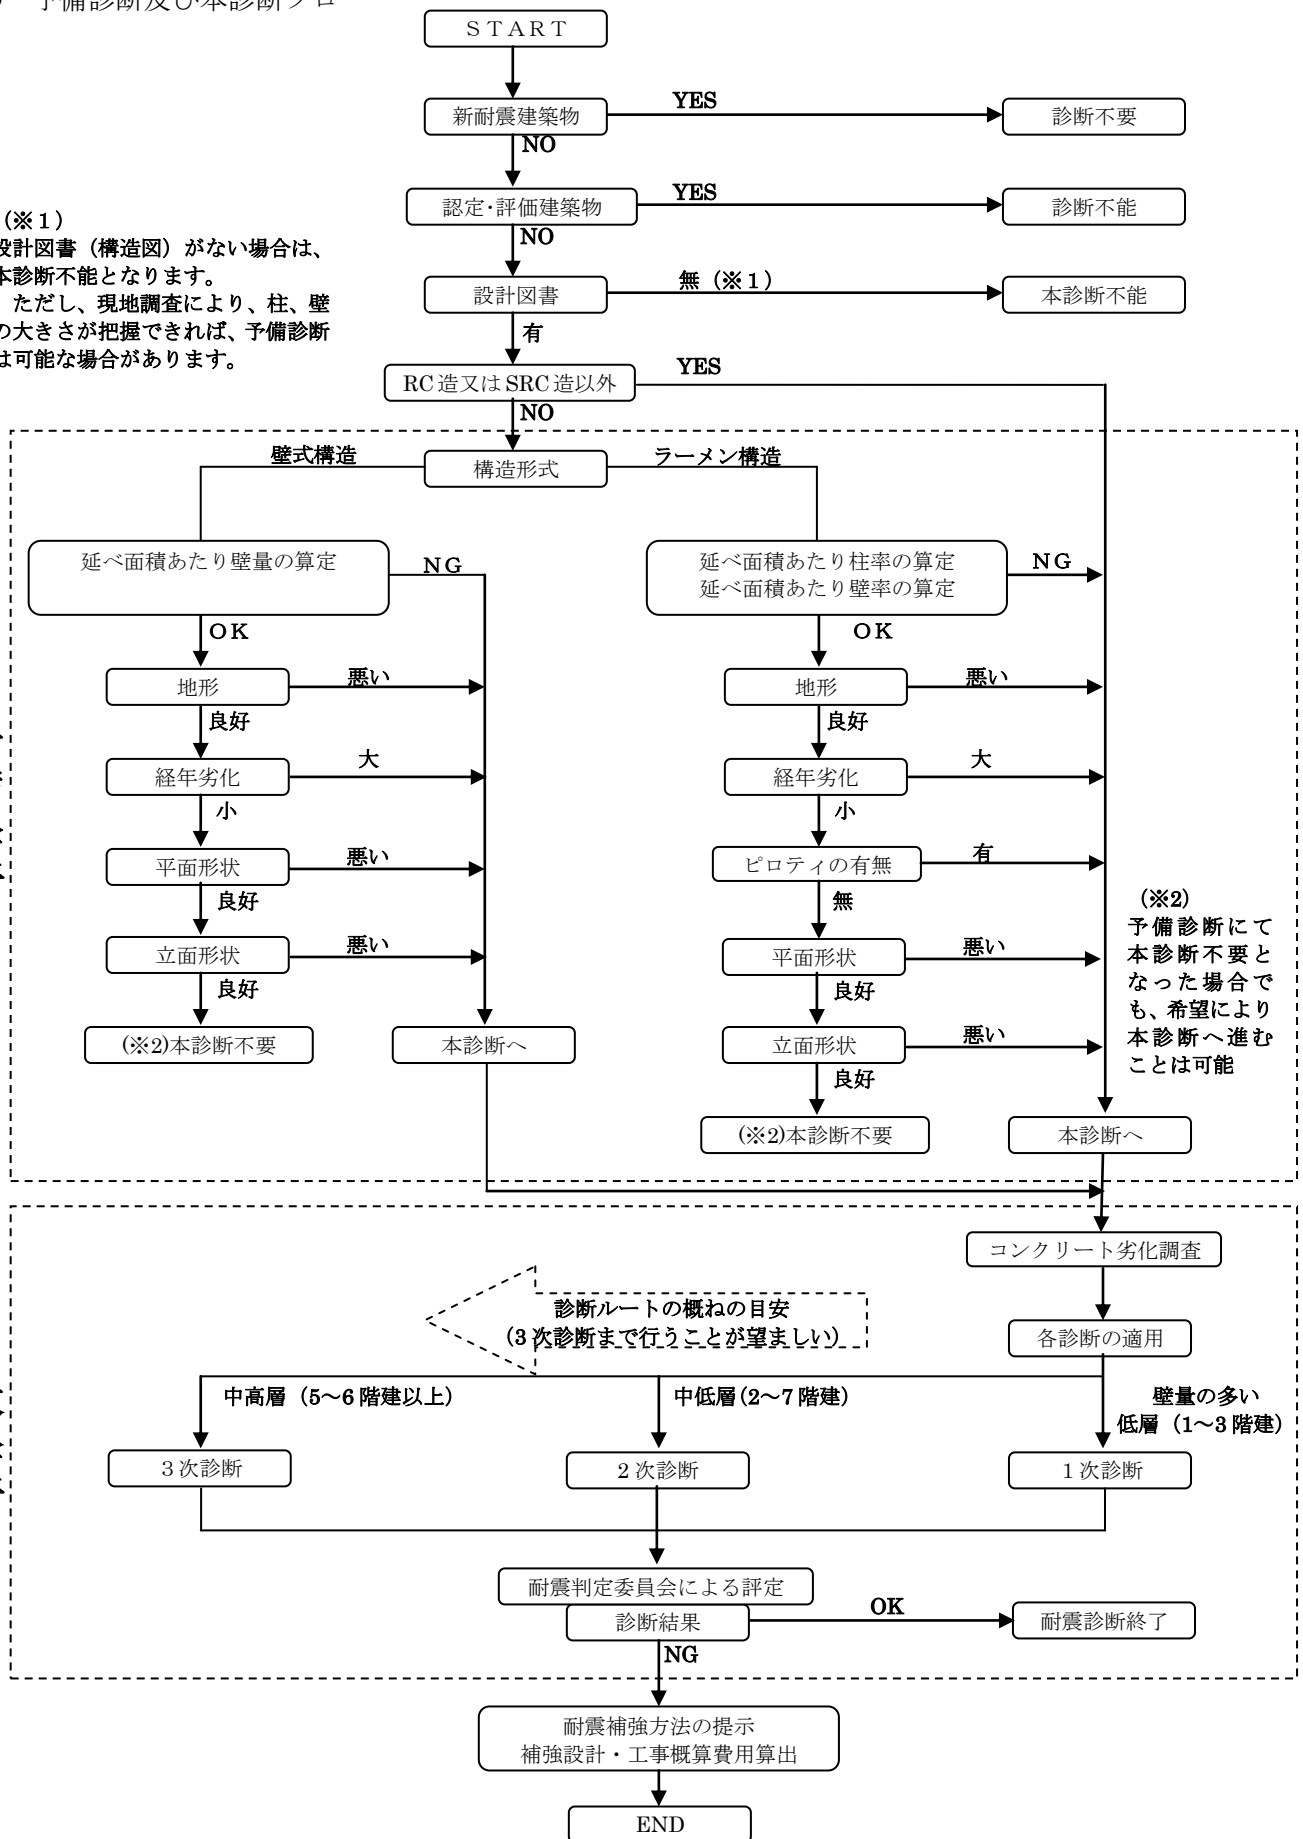 予備診断及び本診断フロ
ＳＴＡＲＴ
新耐震建築物
YES
診断不要
NO
認定･評価建築物
YES
診断不能
NO
(※１)
設計図書（構造図）がない場合は、
本診断不能となります。
ただし、現地調査により、柱、壁
の大きさが把握できれば、予備診断
は可能な場合があります。
設計図書
無（※１）
本診断不能
有
RC 造又は SRC 造以外
YES
NO
構造形式
壁式構造
ラーメン構造
延べ面積あたり壁量の算定
ＮＧ
ＯＫ
地形
悪い
良好
経年劣化
大
小
平面形状
悪い
良好
立面形状
悪い
良好
(※2)本診断不要
本診断へ
延べ面積あたり柱率の算定
延べ面積あたり壁率の算定
ＮＧ
ＯＫ
地形
悪い
良好
経年劣化
大
小
ピロティの有無
有
無
平面形状
悪い
良好
立面形状
悪い
良好
(※2)本診断不要
本診断へ
(※2)
予備診断にて
本診断不要と
なった場合で
も、希望により
本診断へ進む
ことは可能
コンクリート劣化調査
診断ルートの概ねの目安
（3 次診断まで行うことが望ましい）
各診断の適用
中高層（5～6 階建以上）
中低層(2～7 階建)
壁量の多い
低層（1～3 階建）
３次診断
２次診断
１次診断
耐震判定委員会による評定
診断結果
OK
耐震診断終了
NG
耐震補強方法の提示
補強設計・工事概算費用算出
END